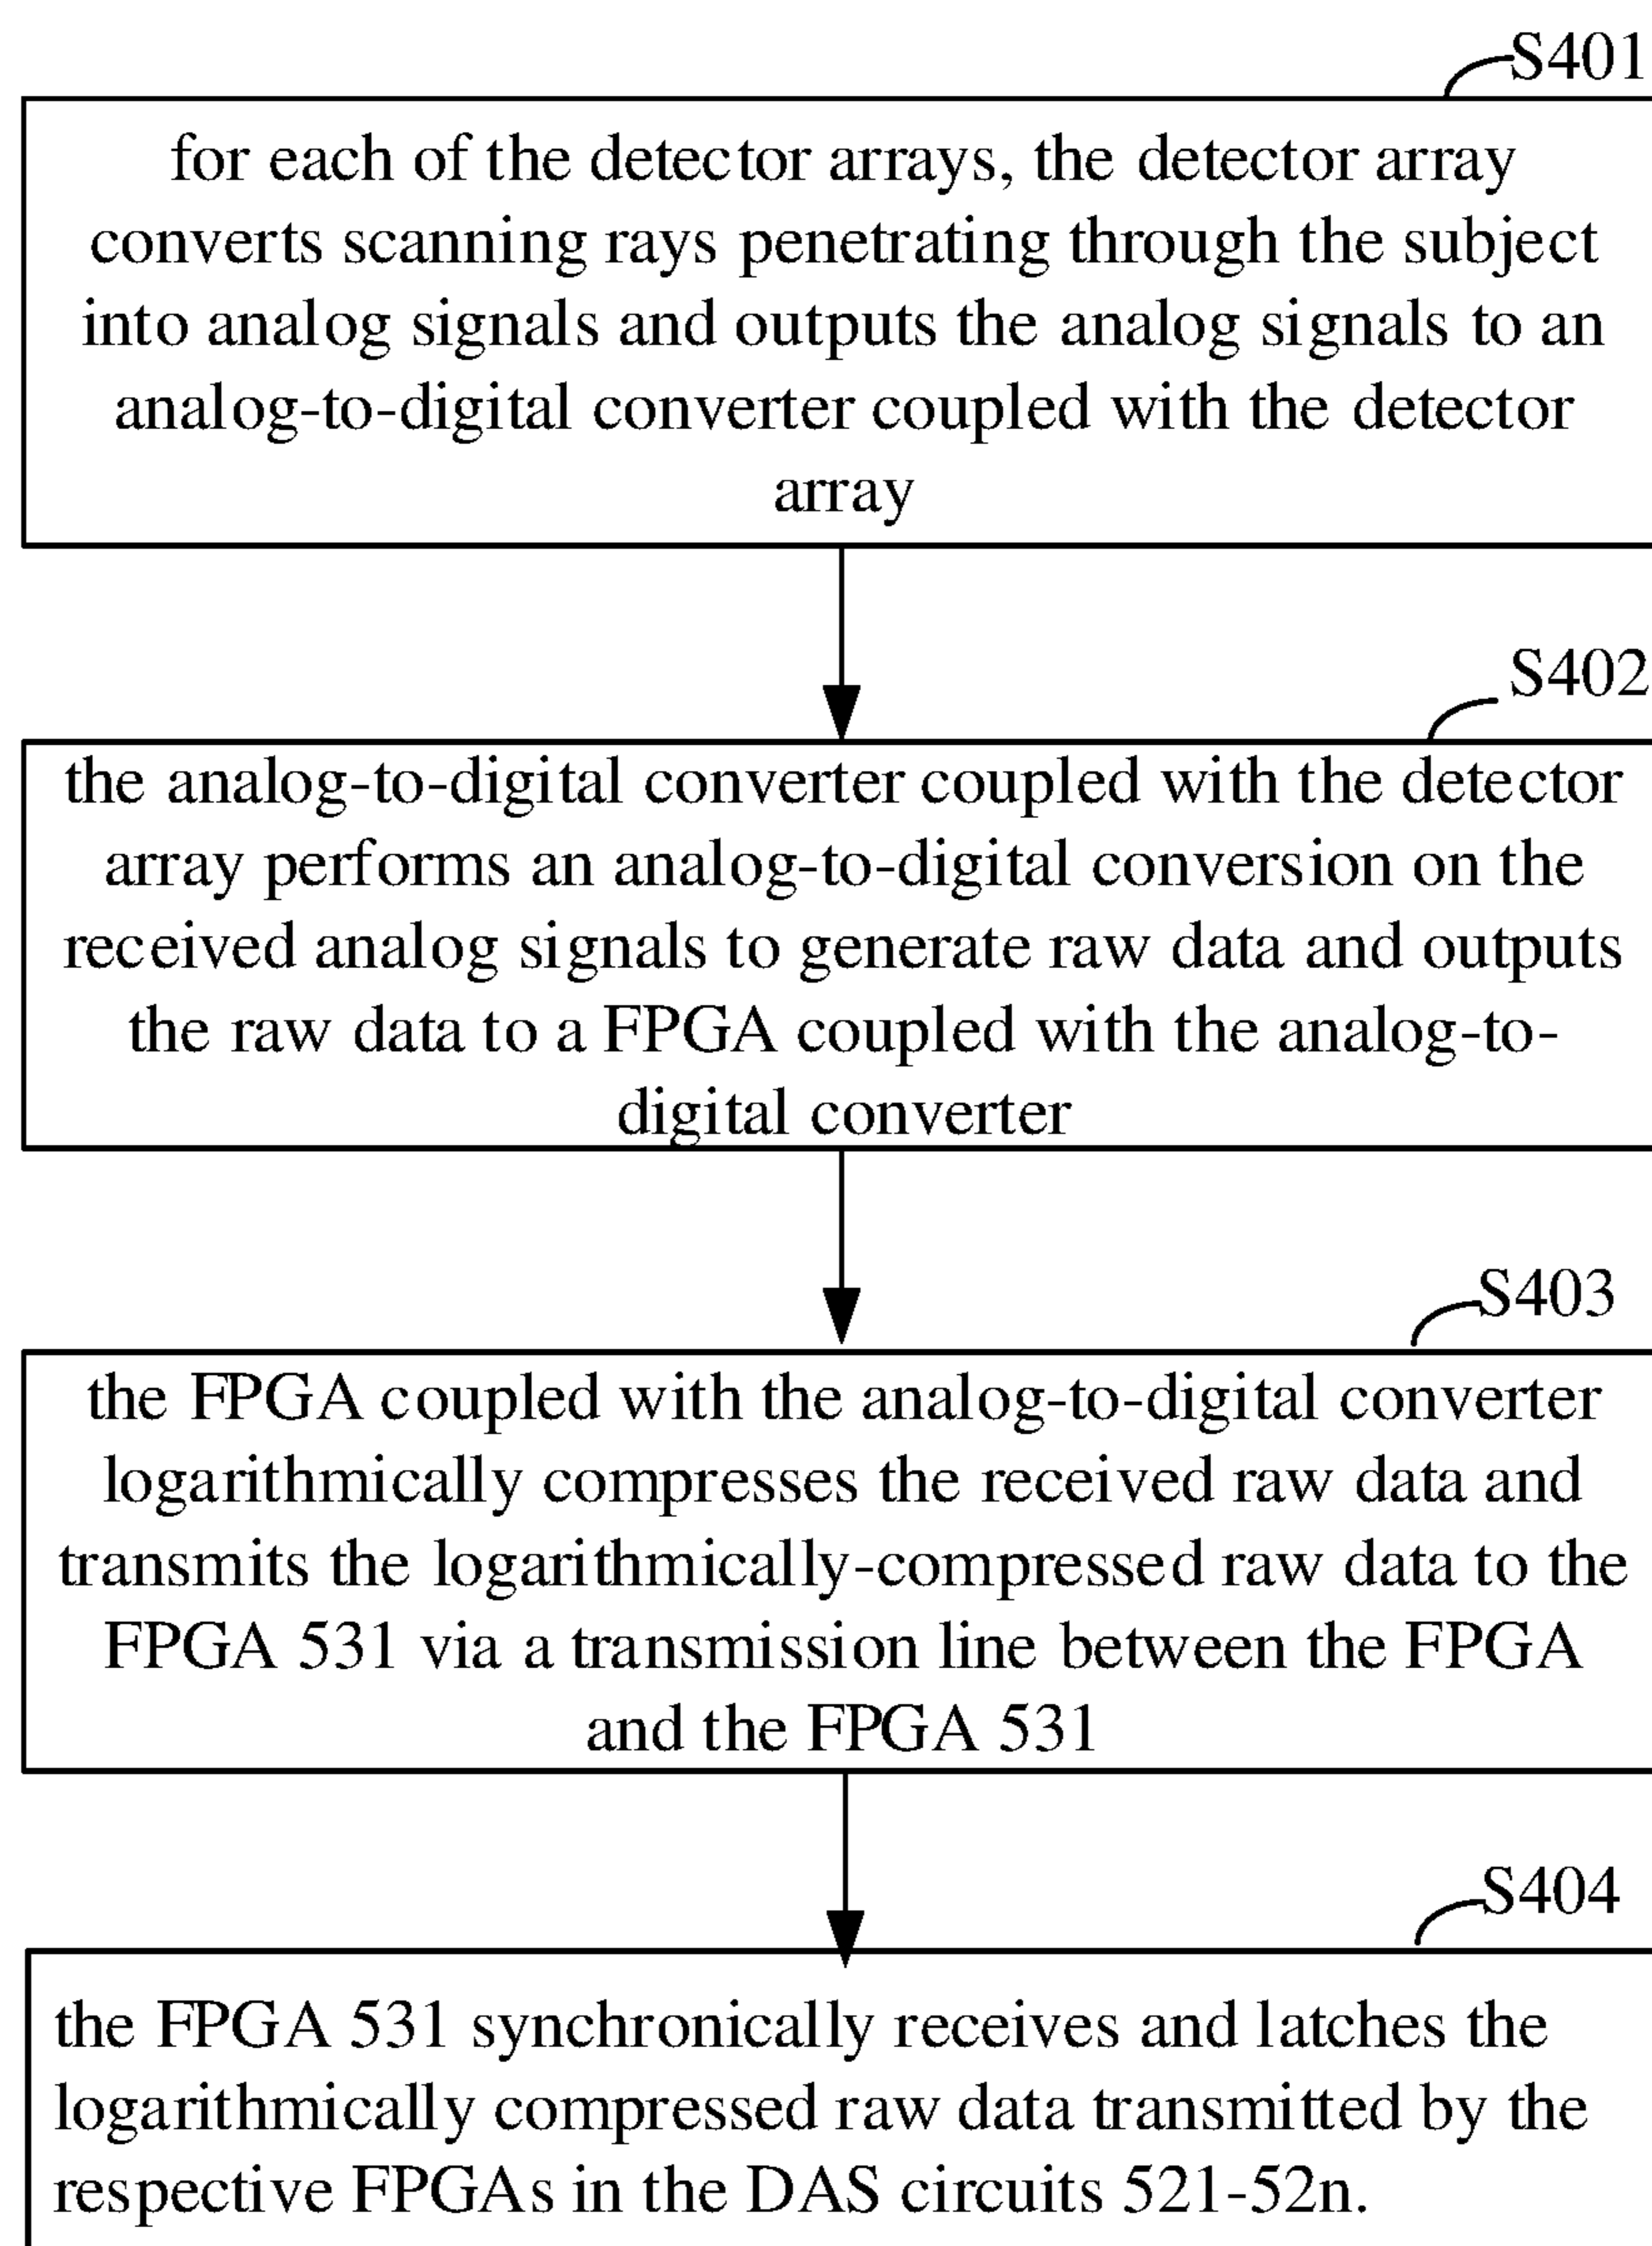 S401
for each of the detector arrays, the detector array
converts scanning rays penetrating through the subject
into analog signals and outputs the analog signals to an
analog-to-digital converter coupled with the detector
array
S402
the analog-to-digital converter coupled with the detector
array performs an analog-to-digital conversion on the
received analog signals to generate raw data and outputs
the raw data to a FPGA coupled with the analog-to-
digital converter
S403
the FPGA coupled with the analog-to-digital converter
logarithmically compresses the received raw data and
transmits the logarithmically-compressed raw data to the
FPGA 531 via a transmission line between the FPGA
and the FPGA 531
S404
the FPGA 531 synchronically receives and latches the
logarithmically compressed raw data transmitted by the
respective FPGAs in the DAS circuits 521-52n.